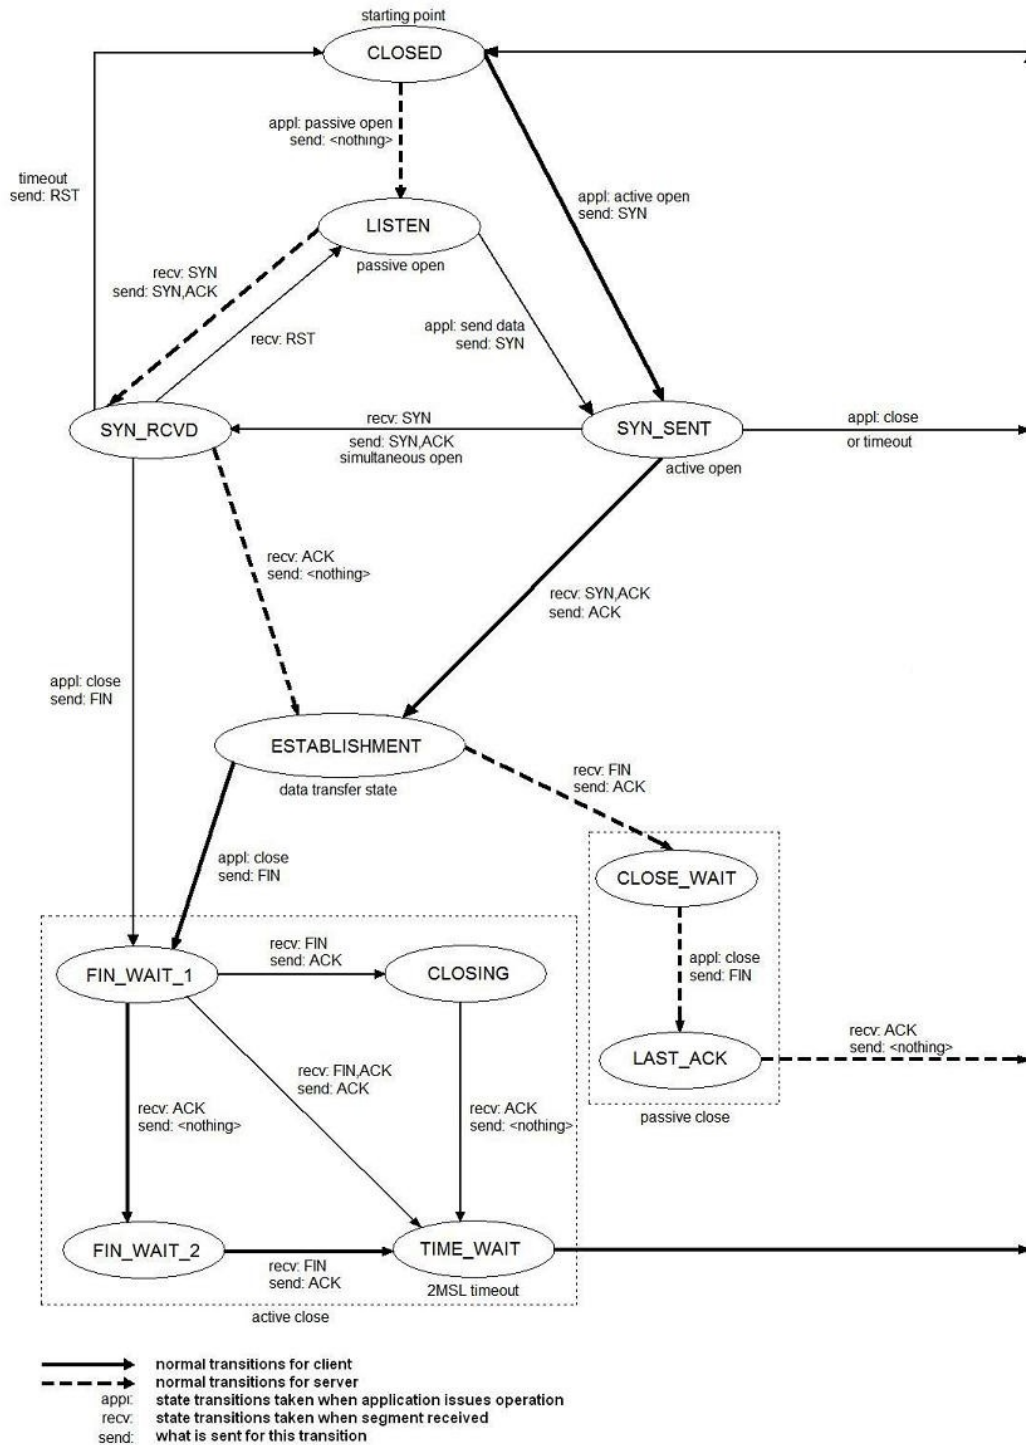 starting point
CLOSED
appl: passive open
send: <nothing>
timeout
send: RST
appl: active open
send: SYN
LISTEN
passive open
recv: SYN
send: SYN,ACK
recv: RST
appl: send data
send: SYN
SYN_RCVD
recv: SYN
send: SYN,ACK
simultaneous open
SYN_SENT
active open
appl: close
or timeout
recv: ACK
send: <nothing>
recv: SYN,ACK
send: ACK
appl: close
send: FIN
ESTABLISHMENT
data transfer state
recv: FIN
send: ACK
appl: close
send: FIN
CLOSE_WAIT
appl: close
send: FIN
LAST_ACK
passive close
recv: ACK
send: <nothing>
FIN_WAIT_1
recv: FIN
send: ACK
CLOSING
recv: FIN,ACK
send: ACK
recv: ACK
send: <nothing>
recv: ACK
send: <nothing>
FIN_WAIT_2
recv: FIN
send: ACK
TIME_WAIT
2MSL timeout
active close
normal transitions for client
normal transitions for server
appl: state transitions taken when application issues operation
recv: state transitions taken when segment received
send: what is sent for this transition